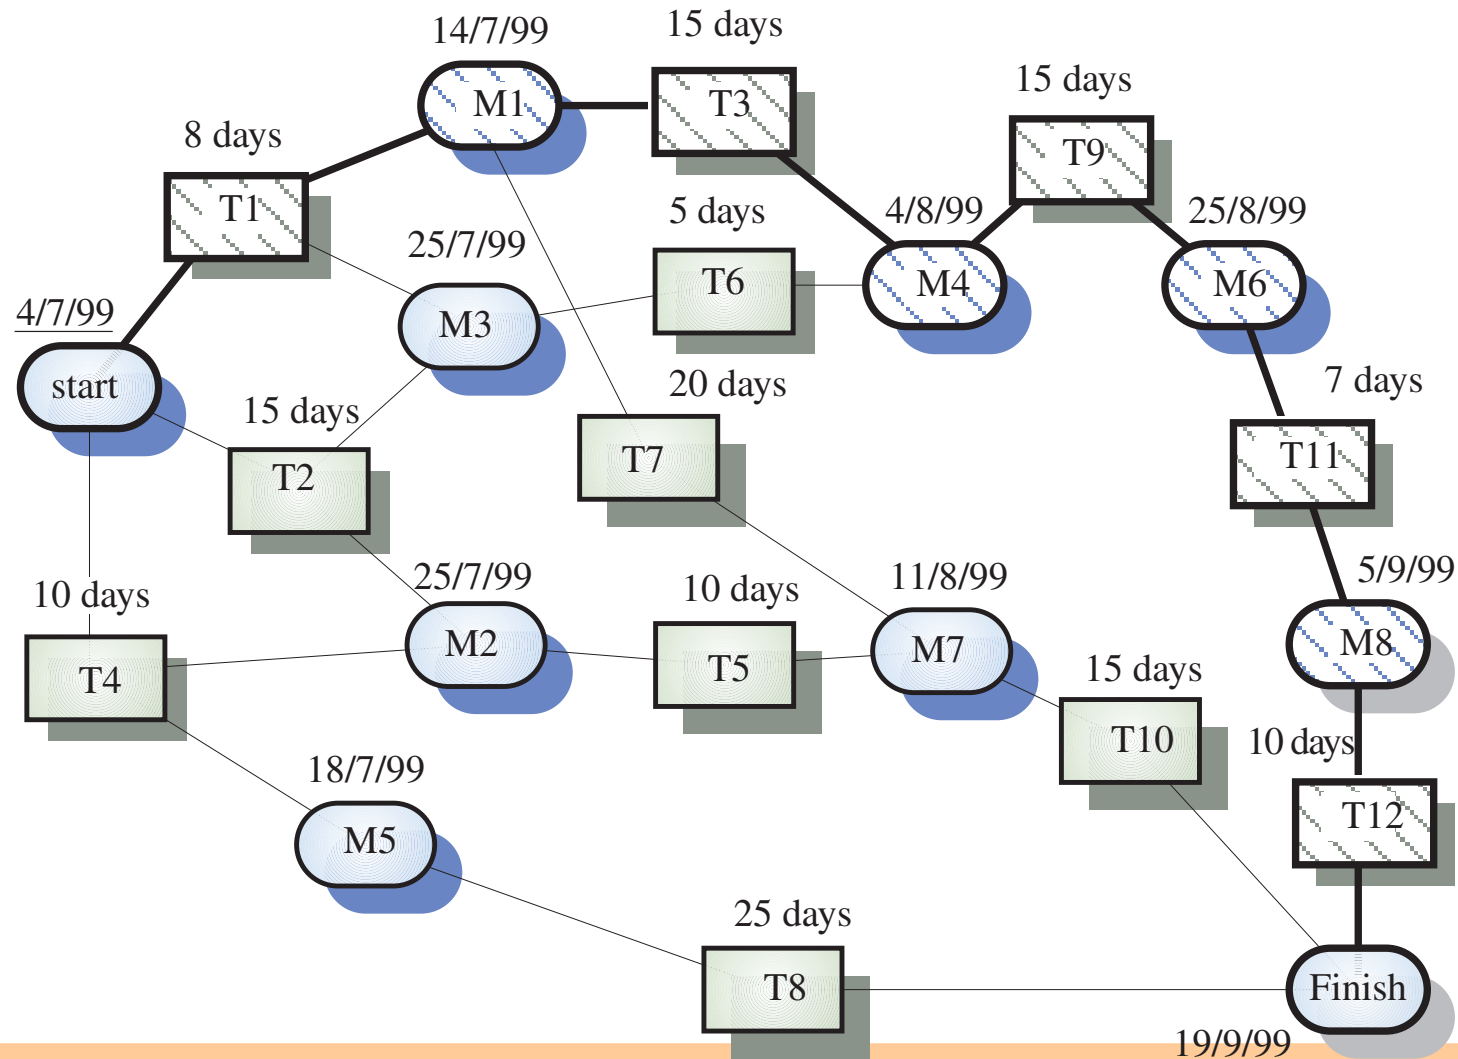 14/7/99
15 days
M1
T3
15 days
8 days
T9
T1
5 days
4/8/99
25/8/99
25/7/99
T6
M4
M6
4/7/99
M3
start
20 days
7 days
15 days
T2
T7
T11
10 days
25/7/99
10 days
11/8/99
5/9/99
M2
M7
M8
T4
T5
15 days
T10
10 days
18/7/99
M5
T12
25 days
T8
Finish
19/9/99